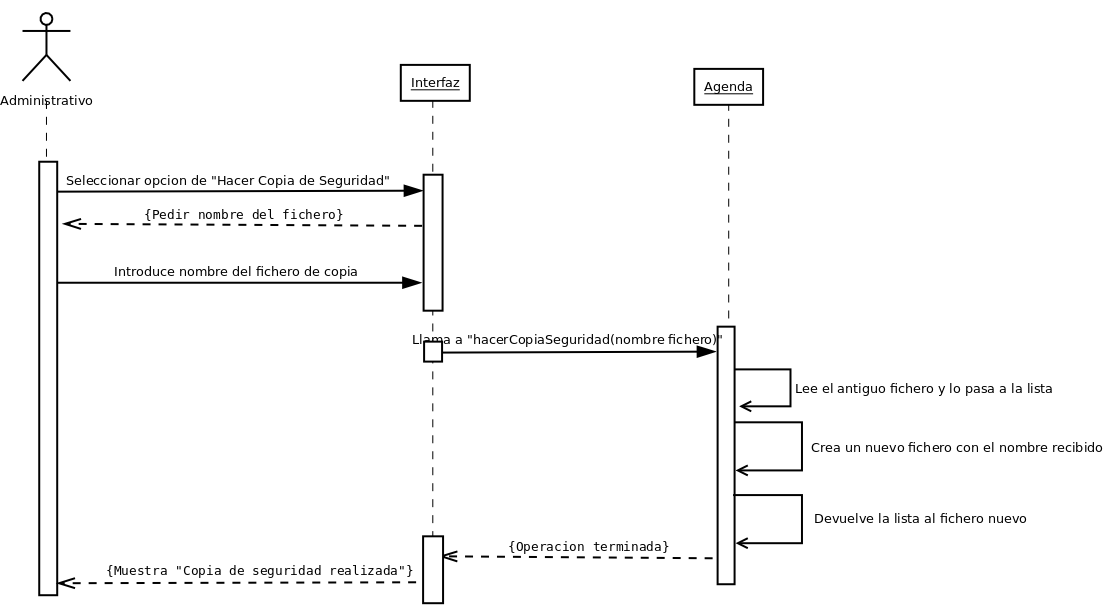 Administrativo
Interfaz
Agenda
Seleccionar opcion de "Hacer Copia de Seguridad"
{Pedir nombre del fichero}
Introduce nombre del fichero de copia
Llama a "hacerCopiaSeguridad(nombre fichero)"
Lee el antiguo fichero y lo pasa a la lista
Crea un nuevo fichero con el nombre recibido
Devuelve la lista al fichero nuevo
{Operacion terminada}
{Muestra "Copia de seguridad realizada"}